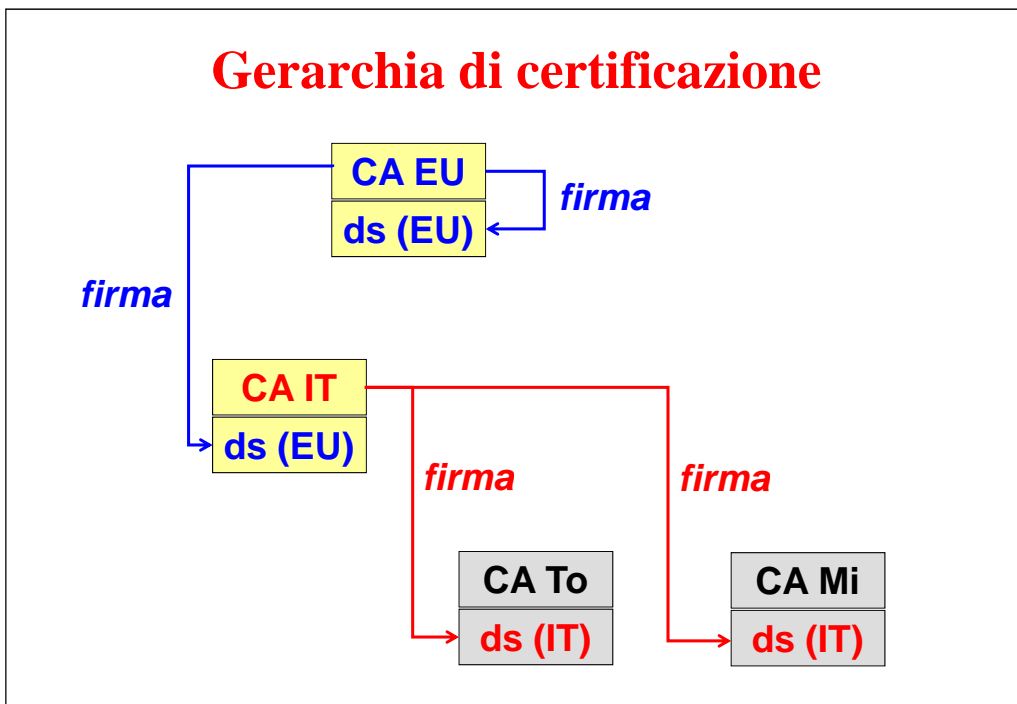 Gerarchia di certificazione
CA EU
ds (EU)
firma
firma
CA IT
ds (EU)
firma
firma
CA To
ds (IT)
CA Mi
ds (IT)